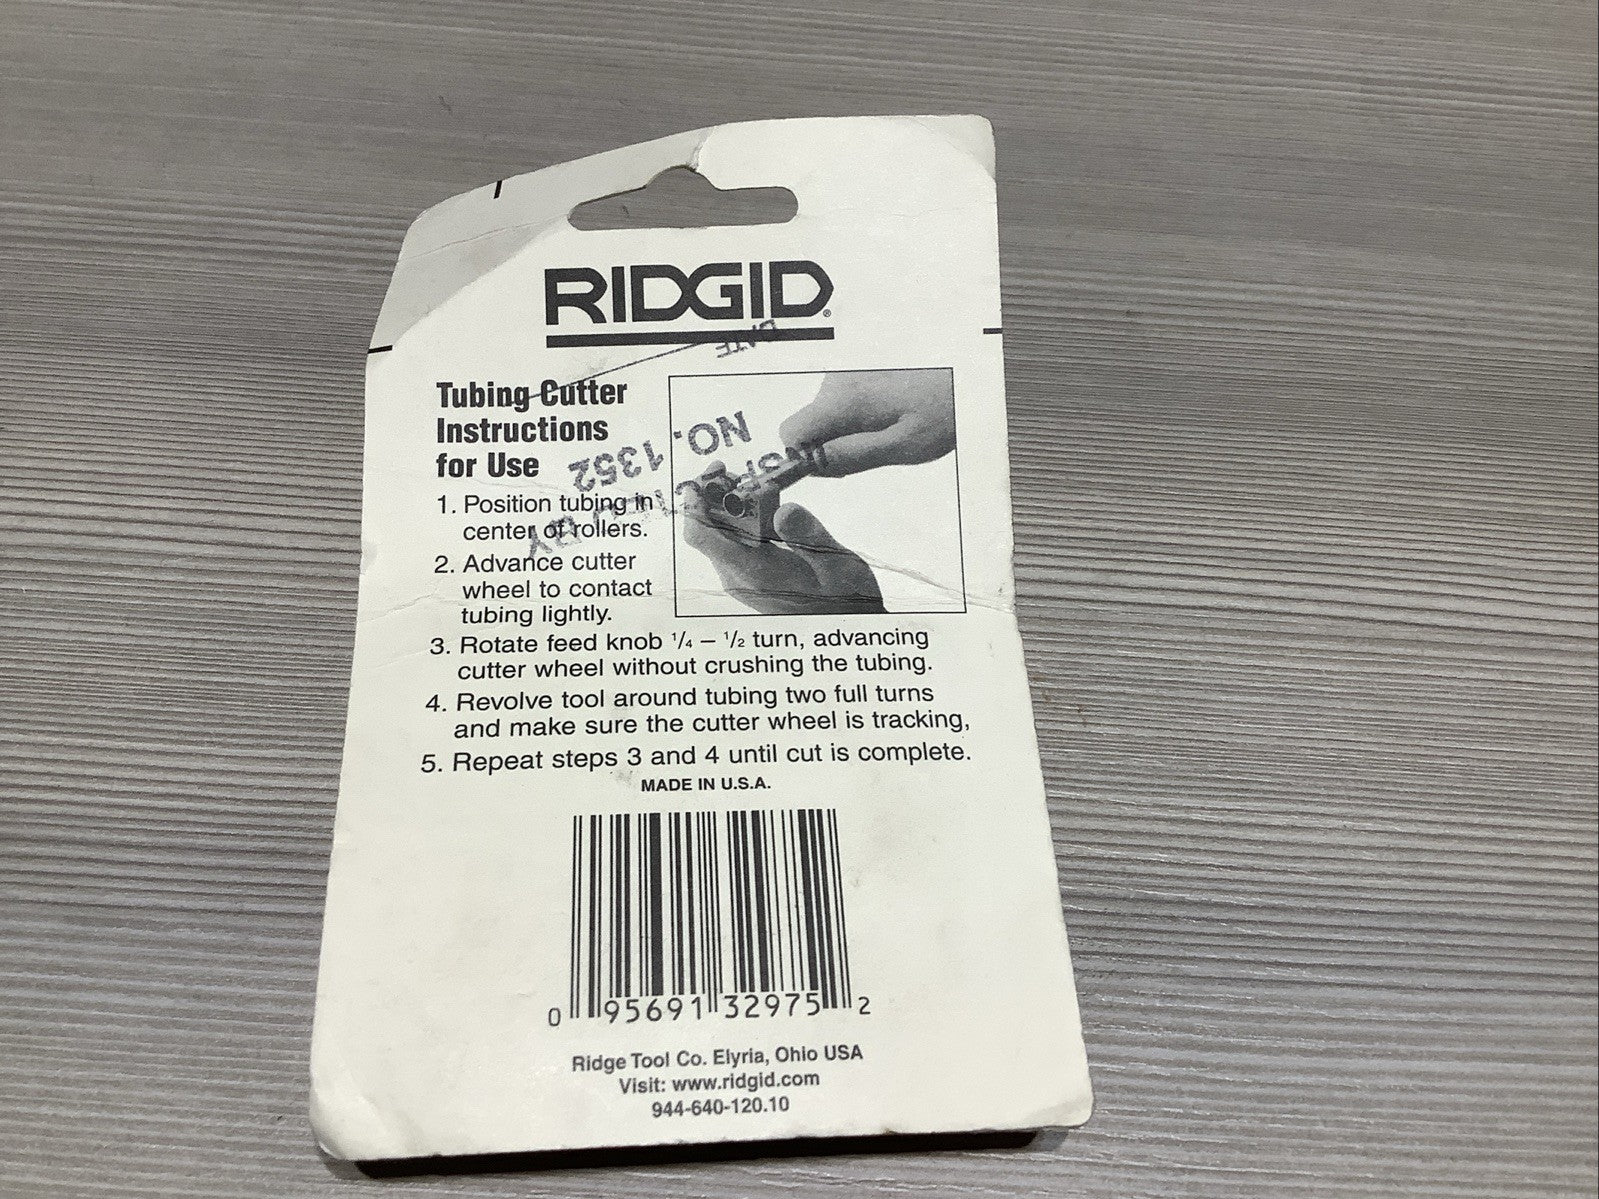 RIDGID®
DATE
Tubing Cutter
Instructions
for Use
NO. 1352
INSPECTED BY
1. Position tubing in
center of rollers.
2. Advance cutter
wheel to contact
tubing lightly.
3. Rotate feed knob 1/4 – 1/2 turn, advancing
cutter wheel without crushing the tubing.
4. Revolve tool around tubing two full turns
and make sure the cutter wheel is tracking,
5. Repeat steps 3 and 4 until cut is complete.
MADE IN U.S.A.
0 95691 32975 2
Ridge Tool Co. Elyria, Ohio USA
Visit: www.ridgid.com
944-640-120.10